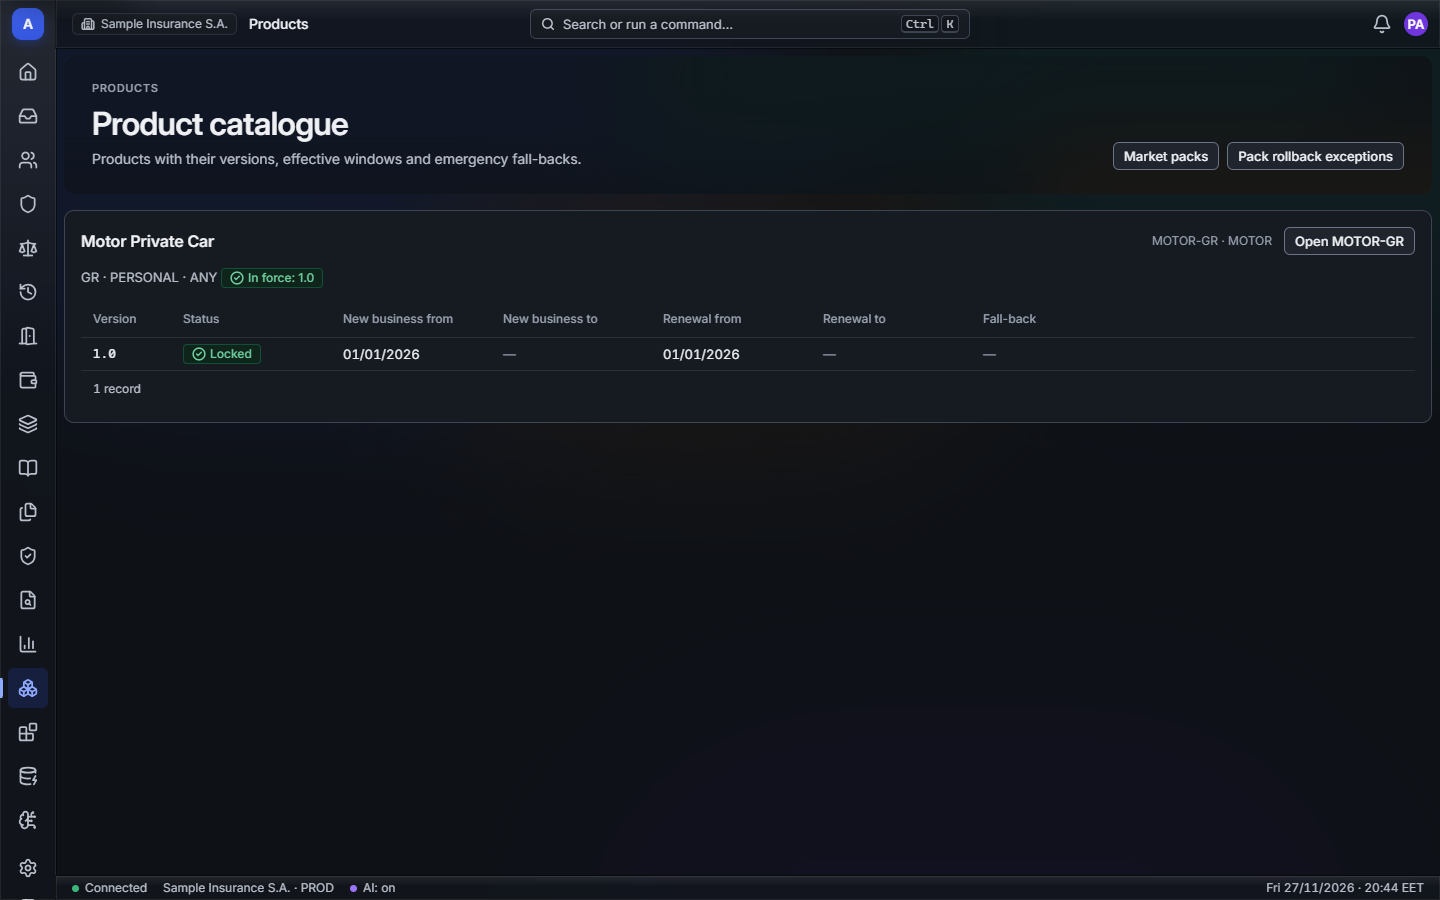 A
Sample Insurance S.A.
Products
Search or run a command...
Ctrl K
PA
PRODUCTS
Product catalogue
Products with their versions, effective windows and emergency fall-backs.
Market packs
Pack rollback exceptions
Motor Private Car
MOTOR-GR · MOTOR
Open MOTOR-GR
GR · PERSONAL · ANY
In force: 1.0
Version Status New business from New business to Renewal from Renewal to Fall-back
1.0 Locked 01/01/2026 — 01/01/2026 — —
1 record
Connected Sample Insurance S.A. · PROD AI: on Fri 27/11/2026 · 20:44 EET